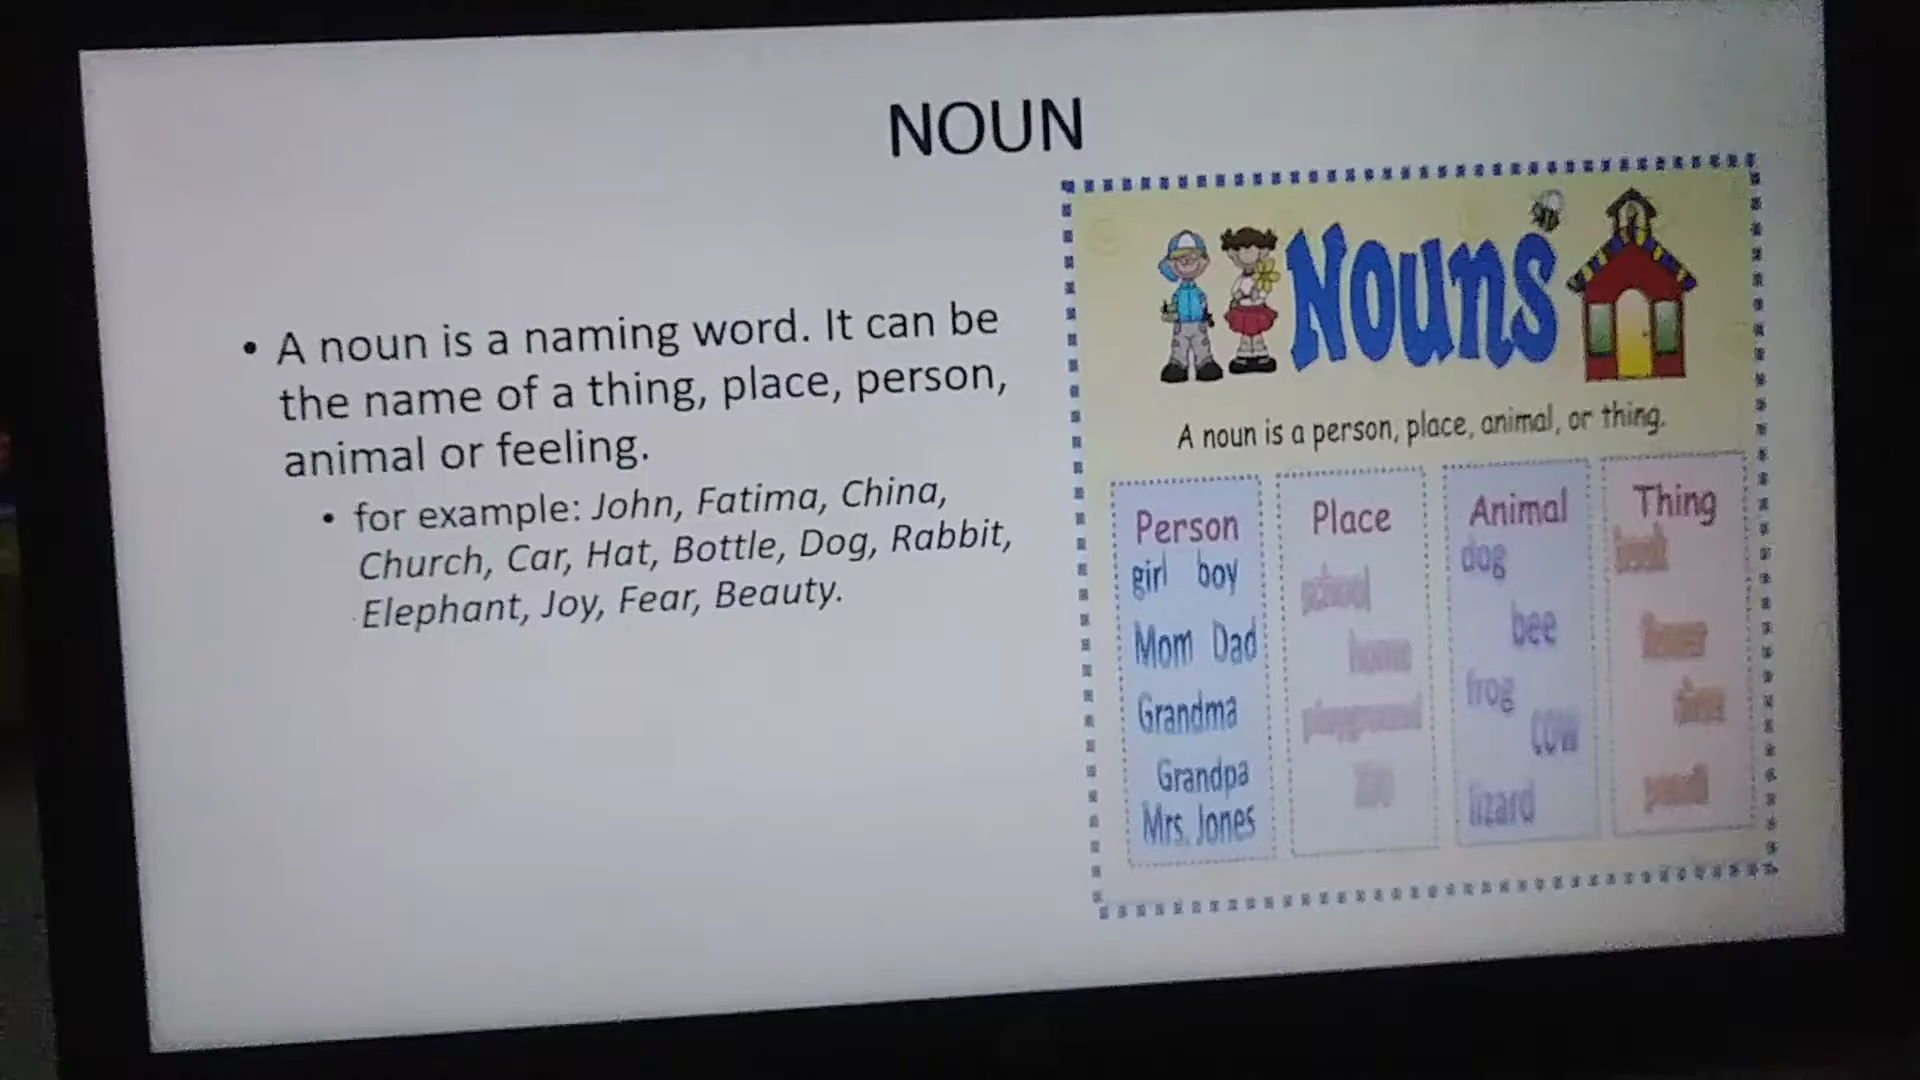 NOUN
• A noun is a naming word. It can be
the name of a thing, place, person,
animal or feeling.
• for example: John, Fatima, China,
Church, Car, Hat, Bottle, Dog, Rabbit,
Elephant, Joy, Fear, Beauty.
Nouns
A noun is a person, place, animal, or thing.
Person
girl boy
Mom Dad
Grandma
Grandpa
Mrs. Jones
Place
school
home
playground
Animal
dog
bee
frog
cow
lizard
Thing